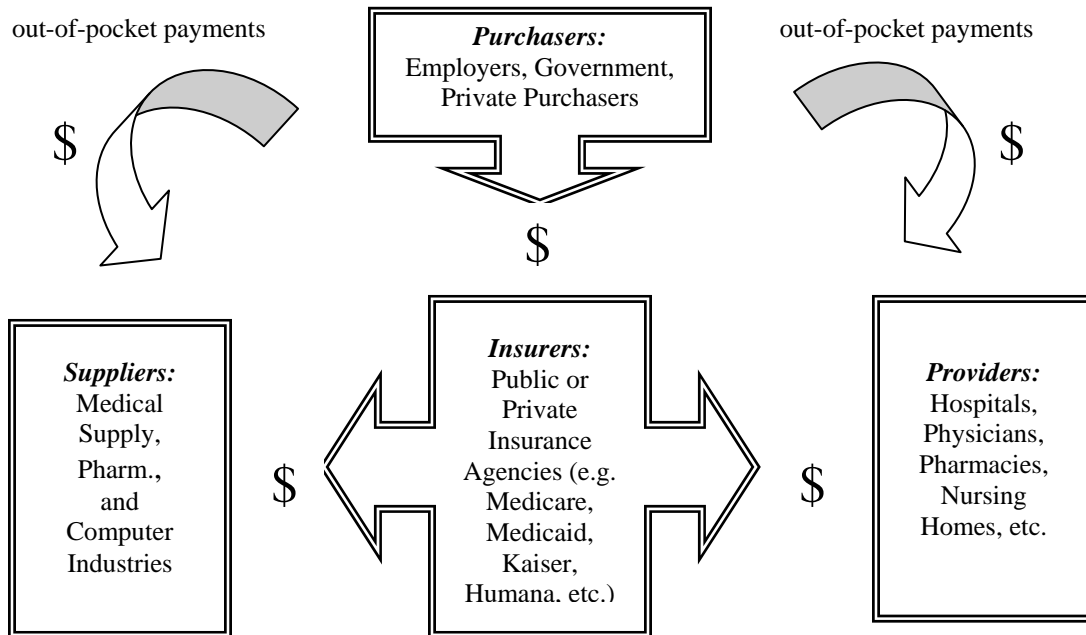 out-of-pocket payments
Purchasers:
Employers, Government,
Private Purchasers
out-of-pocket payments
$
$
$
Suppliers:
Medical
Supply,
Pharm.,
and
Computer
Industries
$
Insurers:
Public or
Private
Insurance
Agencies (e.g.
Medicare,
Medicaid,
Kaiser,
Humana, etc.)
$
Providers:
Hospitals,
Physicians,
Pharmacies,
Nursing
Homes, etc.